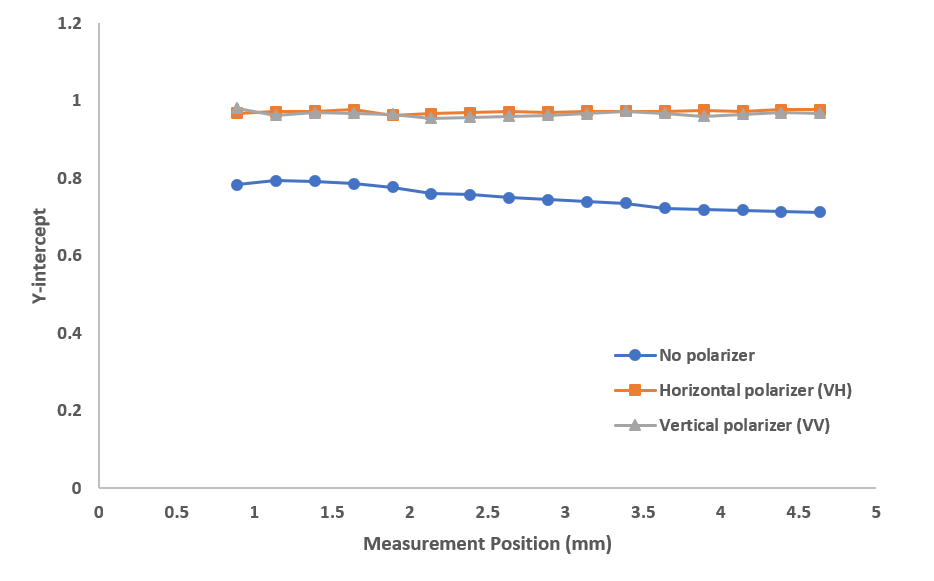 1.2
1
0.8
0.6
0.4
0.2
0
Y-intercept
No polarizer
Horizontal polarizer (VH)
Vertical polarizer (VV)
0 0.5 1 1.5 2 2.5 3 3.5 4 4.5 5
Measurement Position (mm)